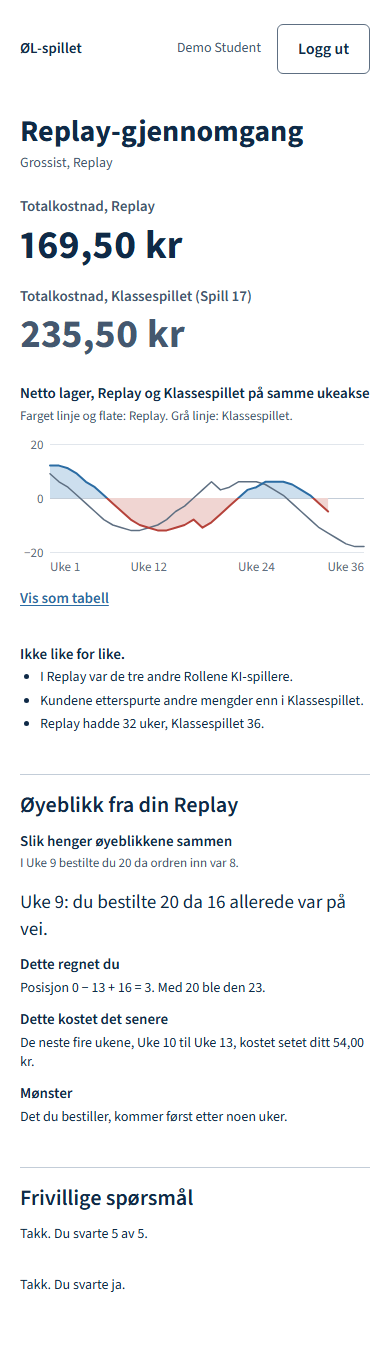 ØL-spillet
Demo Student
Logg ut
Replay-gjennomgang
Grossist, Replay
Totalkostnad, Replay
169,50 kr
Totalkostnad, Klassespillet (Spill 17)
235,50 kr
Netto lager, Replay og Klassespillet på samme ukeakse
Farget linje og flate: Replay. Grå linje: Klassespillet.
20
0
−20
Uke 1
Uke 12
Uke 24
Uke 36
Vis som tabell
Ikke like for like.
I Replay var de tre andre Rollene KI-spillere.
Kundene etterspurte andre mengder enn i Klassespillet.
Replay hadde 32 uker, Klassespillet 36.
Øyeblikk fra din Replay
Slik henger øyeblikkene sammen
I Uke 9 bestilte du 20 da ordren inn var 8.
Uke 9: du bestilte 20 da 16 allerede var på
vei.
Dette regnet du
Posisjon 0 − 13 + 16 = 3. Med 20 ble den 23.
Dette kostet det senere
De neste fire ukene, Uke 10 til Uke 13, kostet setet ditt 54,00
kr.
Mønster
Det du bestiller, kommer først etter noen uker.
Frivillige spørsmål
Takk. Du svarte 5 av 5.
Takk. Du svarte ja.